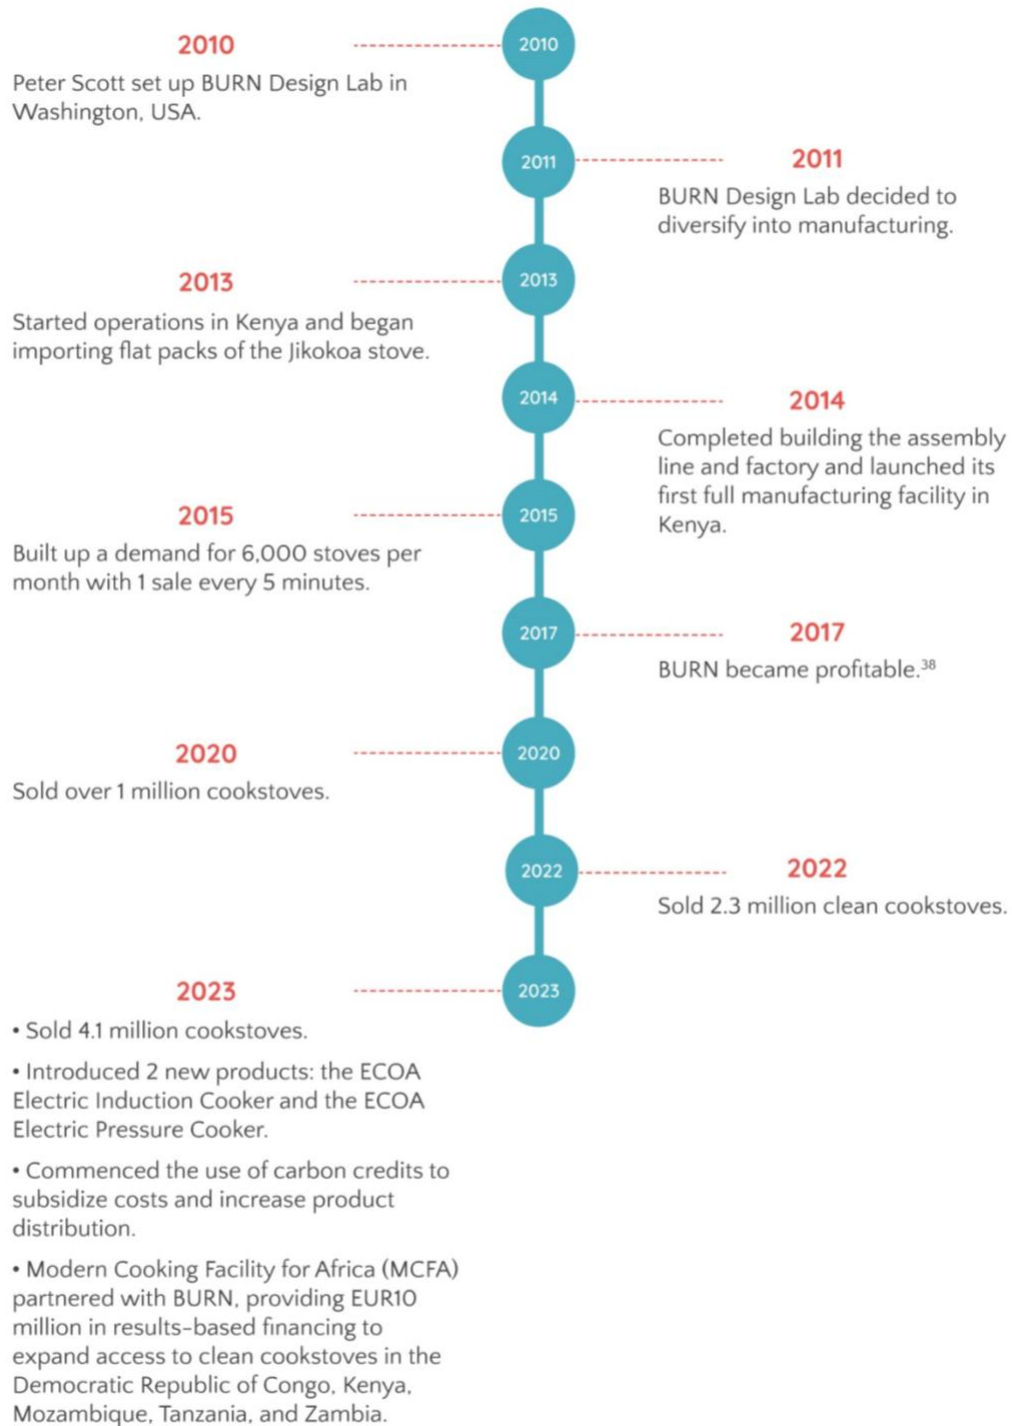 2010
2010
Peter Scott set up BURN Design Lab in
Washington, USA.
2011
2011
BURN Design Lab decided to
diversify into manufacturing.
2013
2013
Started operations in Kenya and began
importing flat packs of the Jikokoa stove.
2014
2014
Completed building the assembly
line and factory and launched its
first full manufacturing facility in
Kenya.
2015
2015
Built up a demand for 6,000 stoves per
month with 1 sale every 5 minutes.
2017
2017
BURN became profitable.³⁸
2020
2020
Sold over 1 million cookstoves.
2022
2022
Sold 2.3 million clean cookstoves.
2023
2023
• Sold 4.1 million cookstoves.
• Introduced 2 new products: the ECOA
Electric Induction Cooker and the ECOA
Electric Pressure Cooker.
• Commenced the use of carbon credits to
subsidize costs and increase product
distribution.
• Modern Cooking Facility for Africa (MCFA)
partnered with BURN, providing EUR10
million in results-based financing to
expand access to clean cookstoves in the
Democratic Republic of Congo, Kenya,
Mozambique, Tanzania, and Zambia.